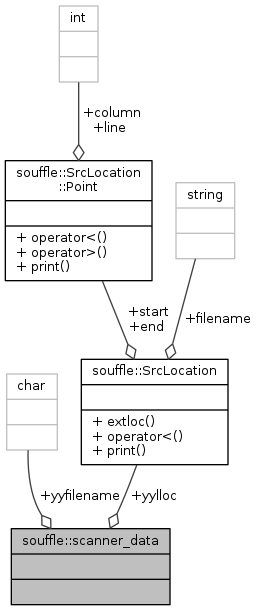 int
+column
+line
souffle::SrcLocation
::Point
+ operator<()
+ operator>()
+ print()
string
+start
+end
+filename
souffle::SrcLocation
+ extloc()
+ operator<()
+ print()
char
+yyfilename
+yylloc
souffle::scanner_data